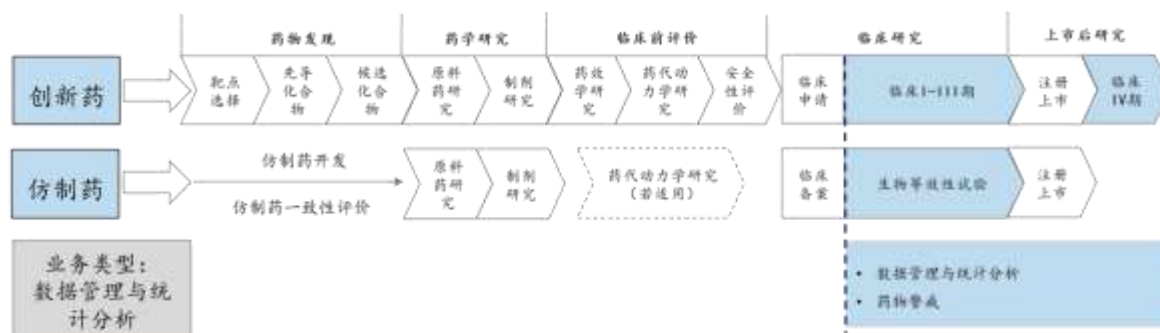 药物发现
药学研究
临床前评价
临床研究
上市后研究
创新药
靶点
选择
先导
化合
物
候选
化合
物
原料
药研
究
制剂
研究
药效
学研
究
药代动
力学研
究
安全
性评
价
临床
申请
临床I-III期
注册
上市
临床
IV期
仿制药
仿制药开发
仿制药一致性评价
原料
药研
究
制剂
研究
药代动力学研究
(若适用)
临床
备案
生物等效性试验
注册
上市
业务类型:
数据管理与统
计分析
• 数据管理与统计分析
• 药物警戒